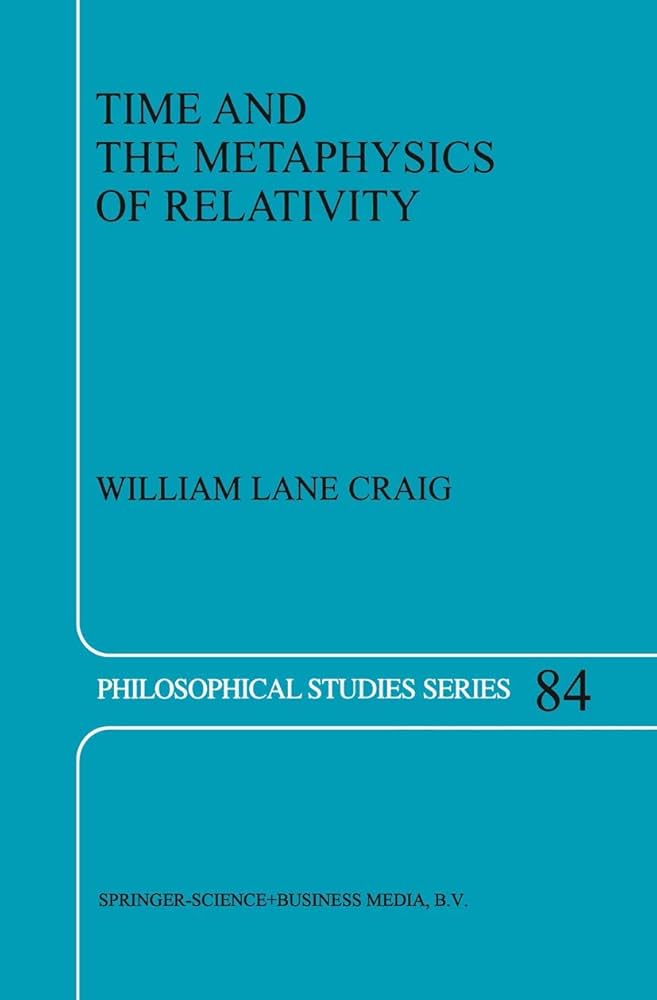 TIME AND
THE METAPHYSICS
OF RELATIVITY
WILLIAM LANE CRAIG
PHILOSOPHICAL STUDIES SERIES 84
SPRINGER-SCIENCE+BUSINESS MEDIA, B.V.